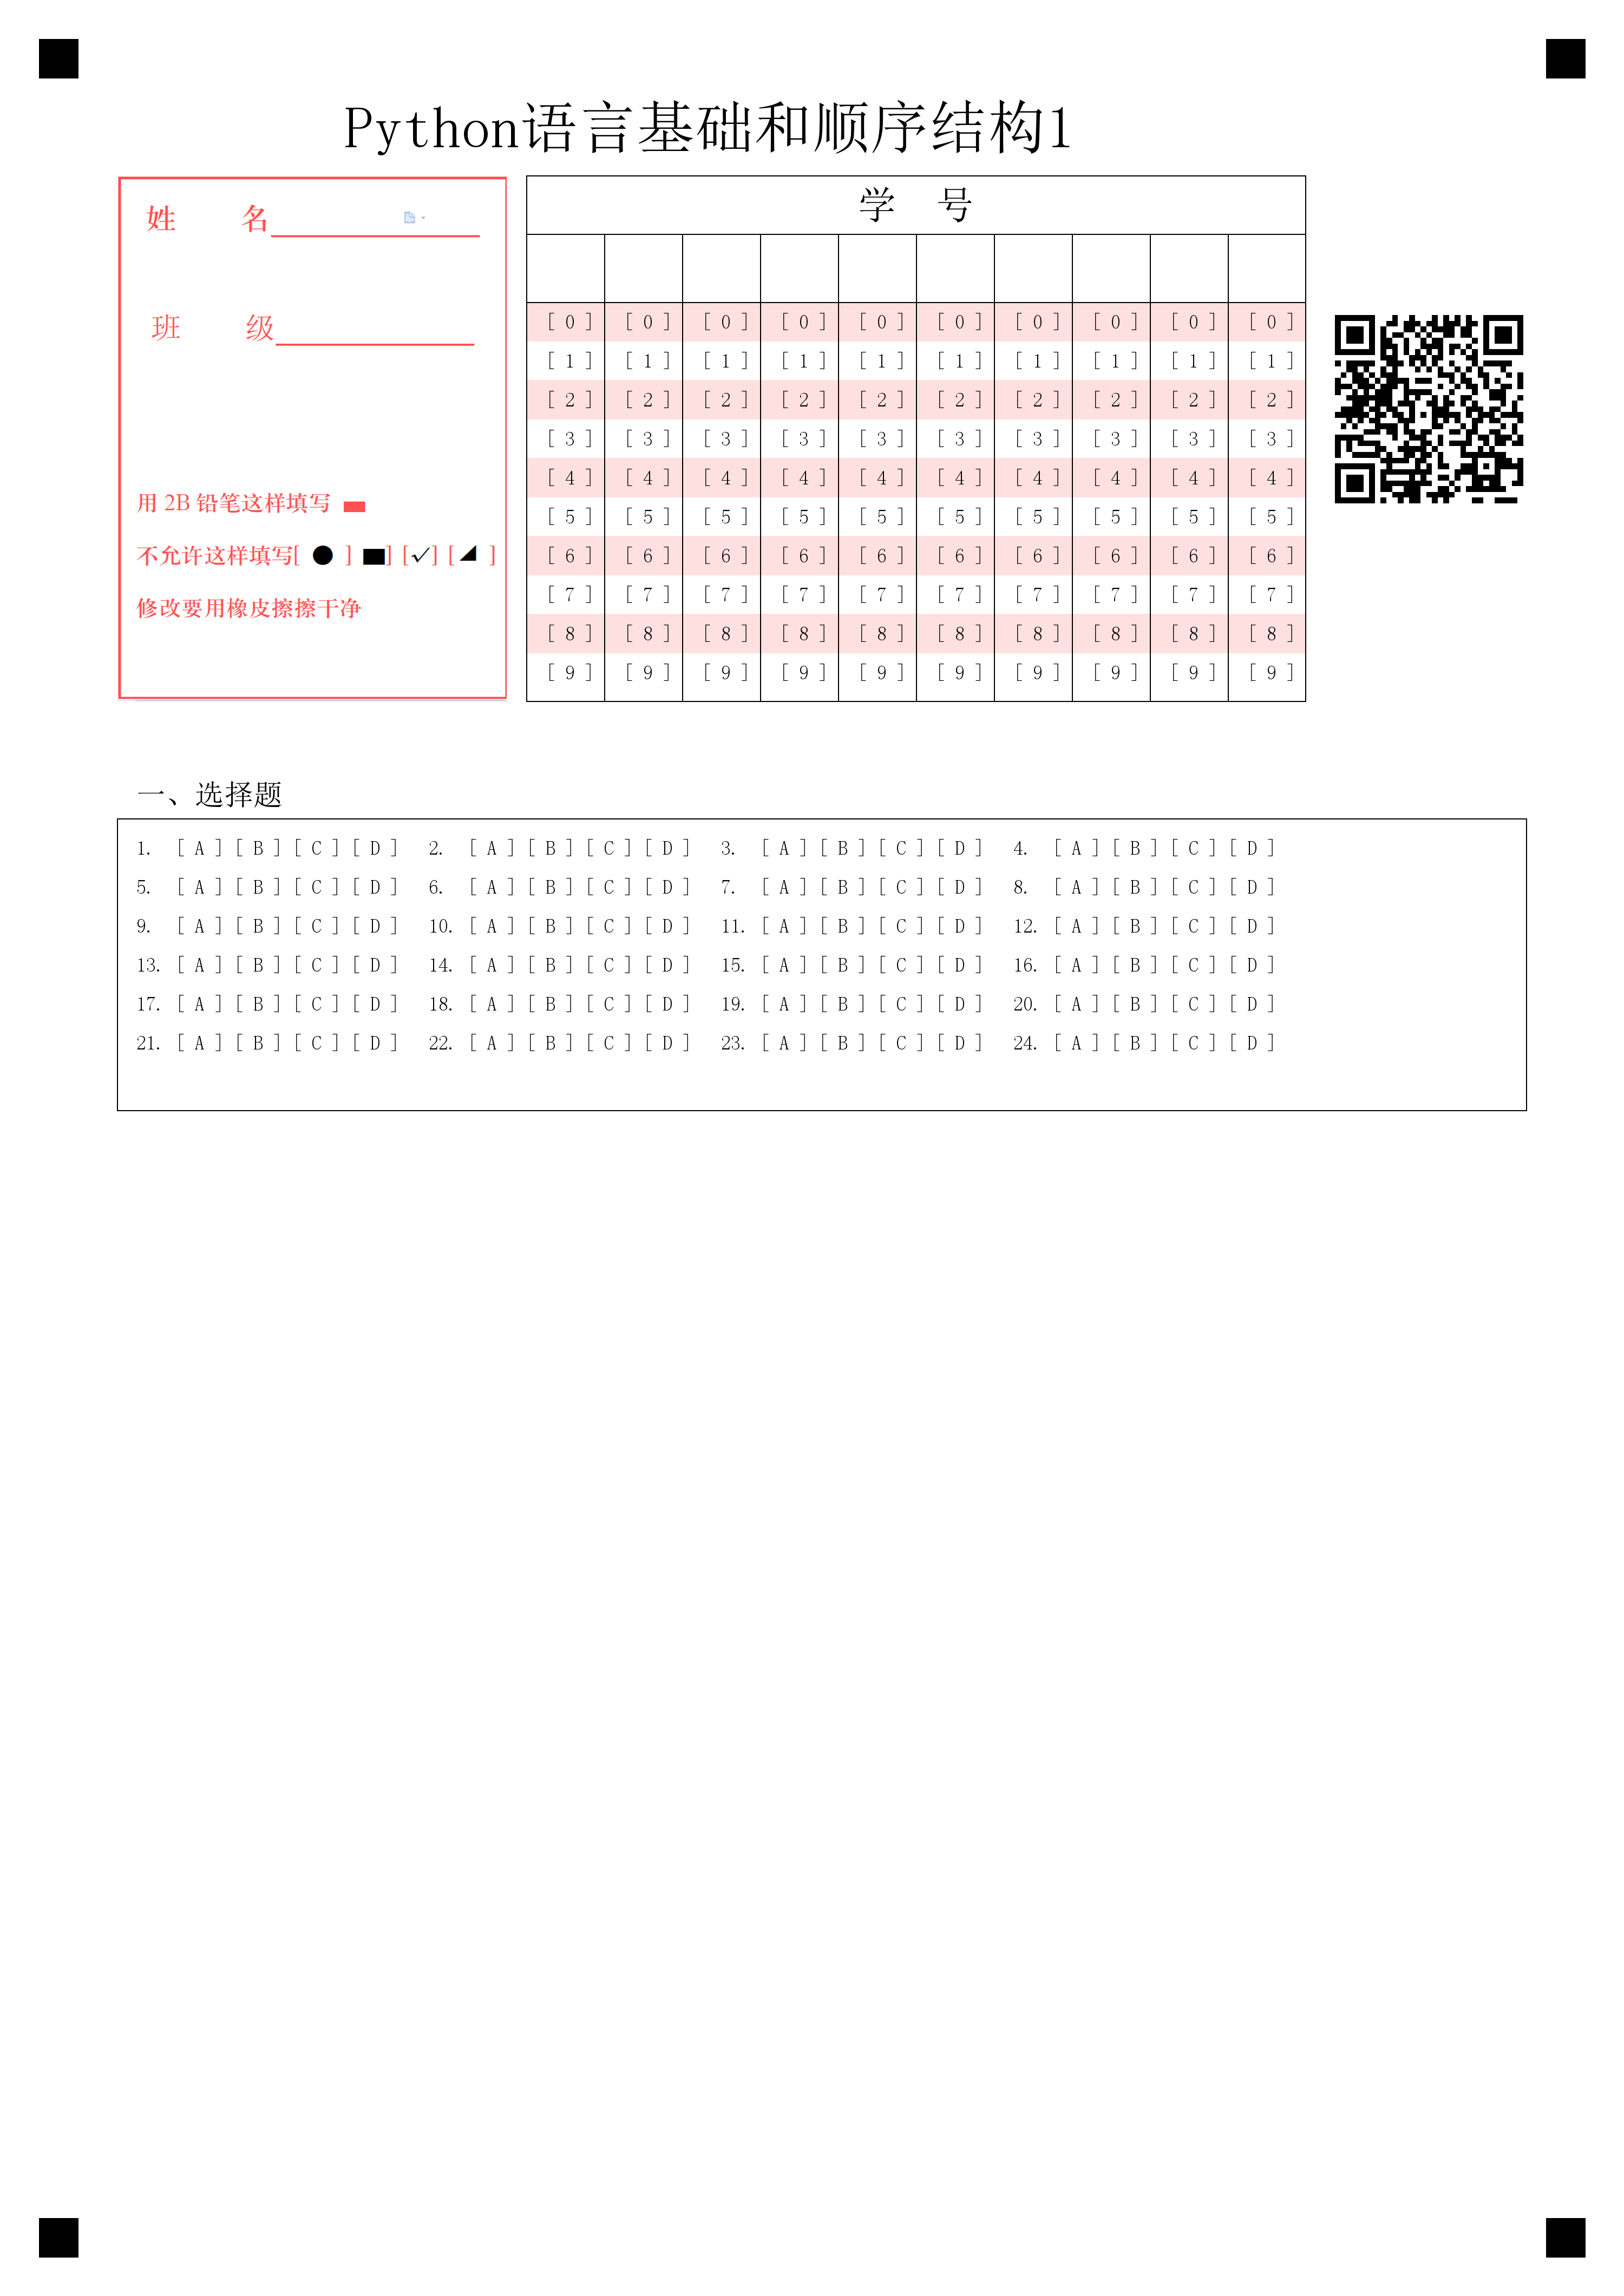 Python语言基础和顺序结构1
姓 名
班 级
用 2B 铅笔这样填写
不允许这样填写[ ● ] ■] [√] [◢ ]
修改要用橡皮擦擦干净
学 号
[ 0 ] [ 0 ] [ 0 ] [ 0 ] [ 0 ] [ 0 ] [ 0 ] [ 0 ] [ 0 ] [ 0 ]
[ 1 ] [ 1 ] [ 1 ] [ 1 ] [ 1 ] [ 1 ] [ 1 ] [ 1 ] [ 1 ] [ 1 ]
[ 2 ] [ 2 ] [ 2 ] [ 2 ] [ 2 ] [ 2 ] [ 2 ] [ 2 ] [ 2 ] [ 2 ]
[ 3 ] [ 3 ] [ 3 ] [ 3 ] [ 3 ] [ 3 ] [ 3 ] [ 3 ] [ 3 ] [ 3 ]
[ 4 ] [ 4 ] [ 4 ] [ 4 ] [ 4 ] [ 4 ] [ 4 ] [ 4 ] [ 4 ] [ 4 ]
[ 5 ] [ 5 ] [ 5 ] [ 5 ] [ 5 ] [ 5 ] [ 5 ] [ 5 ] [ 5 ] [ 5 ]
[ 6 ] [ 6 ] [ 6 ] [ 6 ] [ 6 ] [ 6 ] [ 6 ] [ 6 ] [ 6 ] [ 6 ]
[ 7 ] [ 7 ] [ 7 ] [ 7 ] [ 7 ] [ 7 ] [ 7 ] [ 7 ] [ 7 ] [ 7 ]
[ 8 ] [ 8 ] [ 8 ] [ 8 ] [ 8 ] [ 8 ] [ 8 ] [ 8 ] [ 8 ] [ 8 ]
[ 9 ] [ 9 ] [ 9 ] [ 9 ] [ 9 ] [ 9 ] [ 9 ] [ 9 ] [ 9 ] [ 9 ]
一、选择题
1. [ A ] [ B ] [ C ] [ D ] 2. [ A ] [ B ] [ C ] [ D ] 3. [ A ] [ B ] [ C ] [ D ] 4. [ A ] [ B ] [ C ] [ D ]
5. [ A ] [ B ] [ C ] [ D ] 6. [ A ] [ B ] [ C ] [ D ] 7. [ A ] [ B ] [ C ] [ D ] 8. [ A ] [ B ] [ C ] [ D ]
9. [ A ] [ B ] [ C ] [ D ] 10. [ A ] [ B ] [ C ] [ D ] 11. [ A ] [ B ] [ C ] [ D ] 12. [ A ] [ B ] [ C ] [ D ]
13. [ A ] [ B ] [ C ] [ D ] 14. [ A ] [ B ] [ C ] [ D ] 15. [ A ] [ B ] [ C ] [ D ] 16. [ A ] [ B ] [ C ] [ D ]
17. [ A ] [ B ] [ C ] [ D ] 18. [ A ] [ B ] [ C ] [ D ] 19. [ A ] [ B ] [ C ] [ D ] 20. [ A ] [ B ] [ C ] [ D ]
21. [ A ] [ B ] [ C ] [ D ] 22. [ A ] [ B ] [ C ] [ D ] 23. [ A ] [ B ] [ C ] [ D ] 24. [ A ] [ B ] [ C ] [ D ]